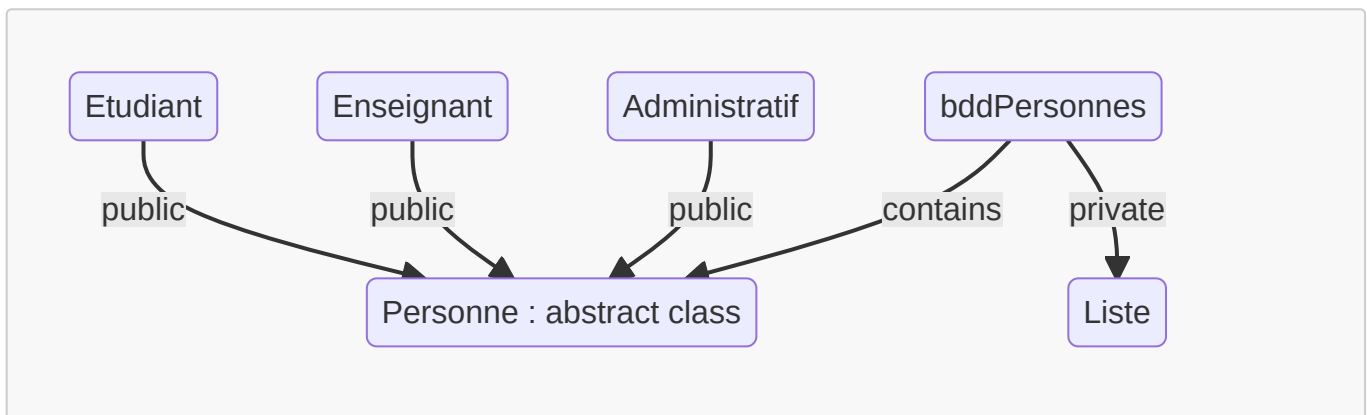 Etudiant
Enseignant
Administratif
bddPersonnes
public
public
public
contains
private
Personne : abstract class
Liste